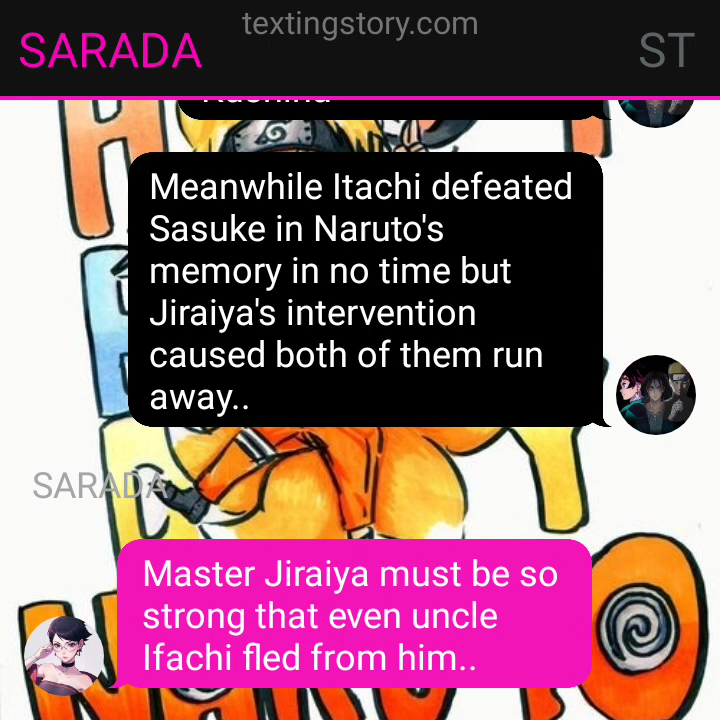 textingstory.com
SARADA
ST
Meanwhile Itachi defeated
Sasuke in Naruto's
memory in no time but
Jiraiya's intervention
caused both of them run
away..
SARADA
Master Jiraiya must be so
strong that even uncle
Ifachi fled from him..
NARUTO